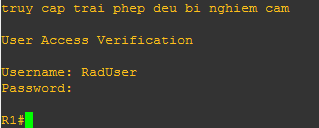 truy cap trai phep deu bi nghiem cam
User Access Verification
Username: RadUser
Password:
R1#